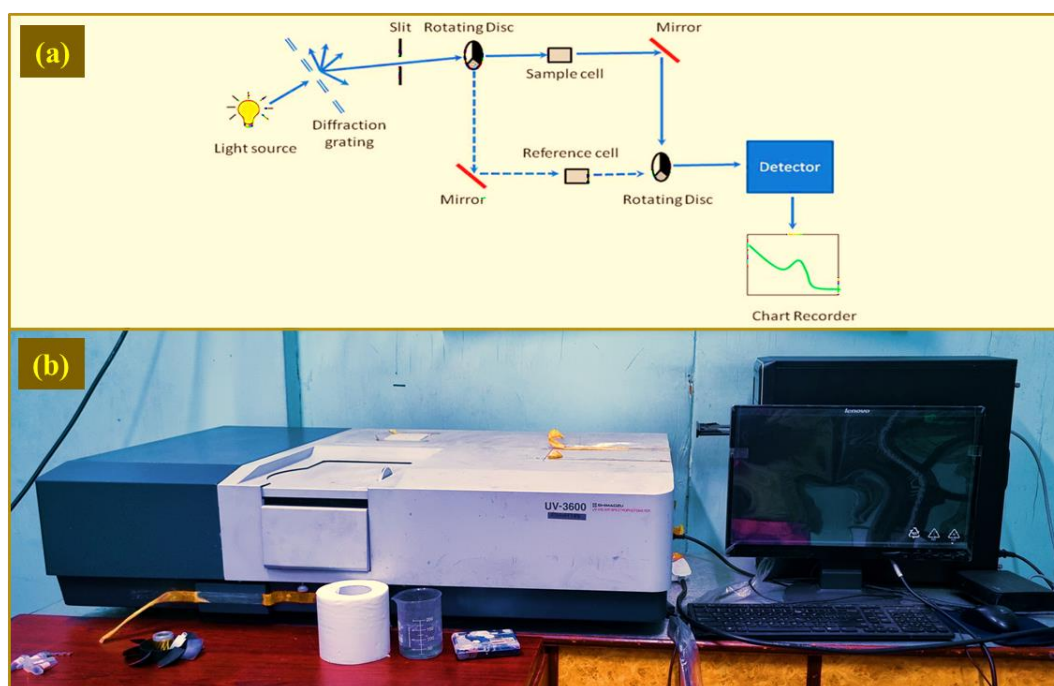 (a)
Slit
Rotating Disc
Mirror
Sample cell
Light source
Diffraction
grating
Reference cell
Mirror
Rotating Disc
Detector
Chart Recorder
(b)
lenovo
UV-3600
SHIMADZU